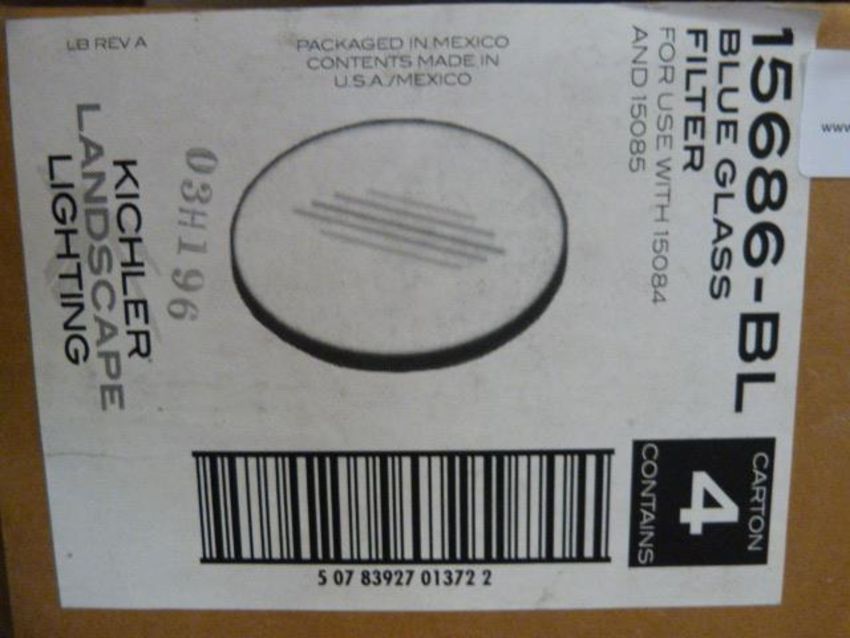 15686-BL
BLUE GLASS
FILTER
FOR USE WITH 15084
AND 15085
CARTON
4
CONTAINS
PACKAGED IN MEXICO
CONTENTS MADE IN
U.S.A./MEXICO
LB REV A
03H196
KICHLER
LANDSCAPE
LIGHTING
5 07 83927 01372 2
www